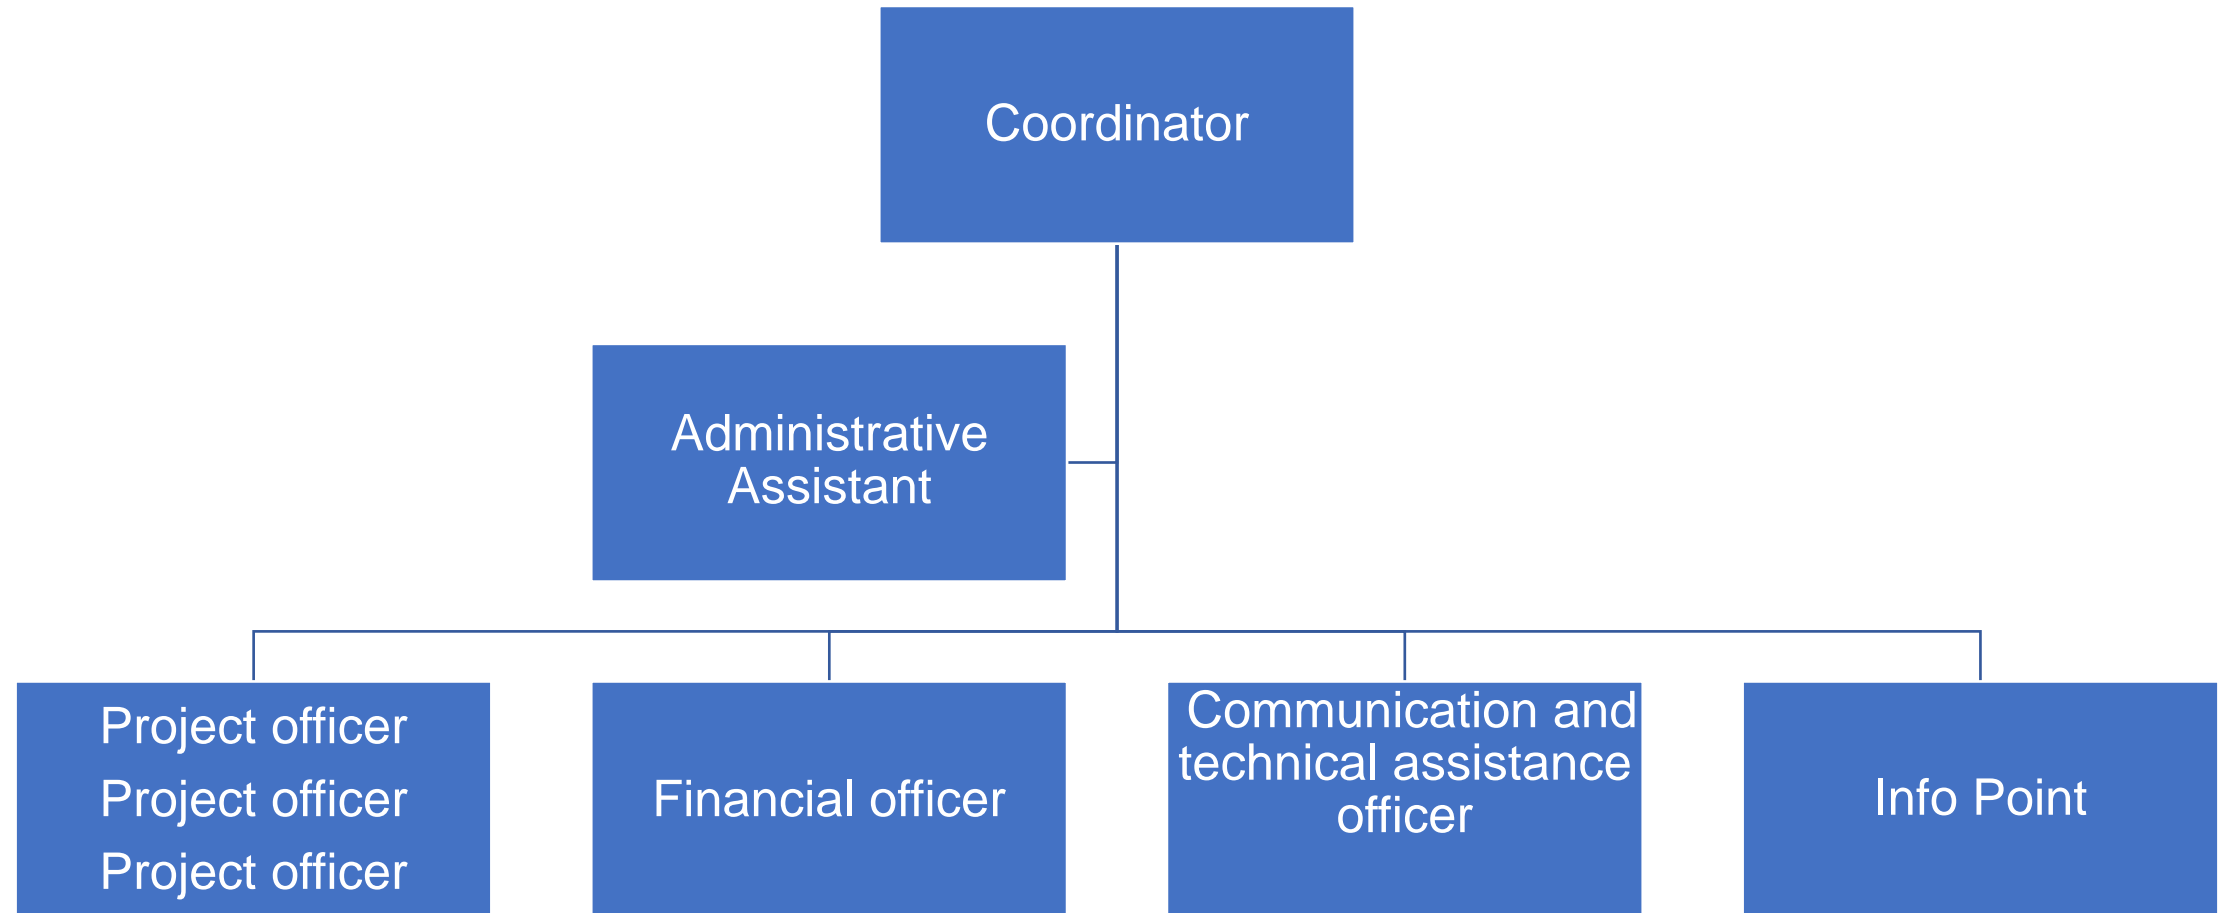 Coordinator
Administrative
Assistant
Project officer
Project officer
Project officer
Financial officer
Communication and
technical assistance
officer
Info Point